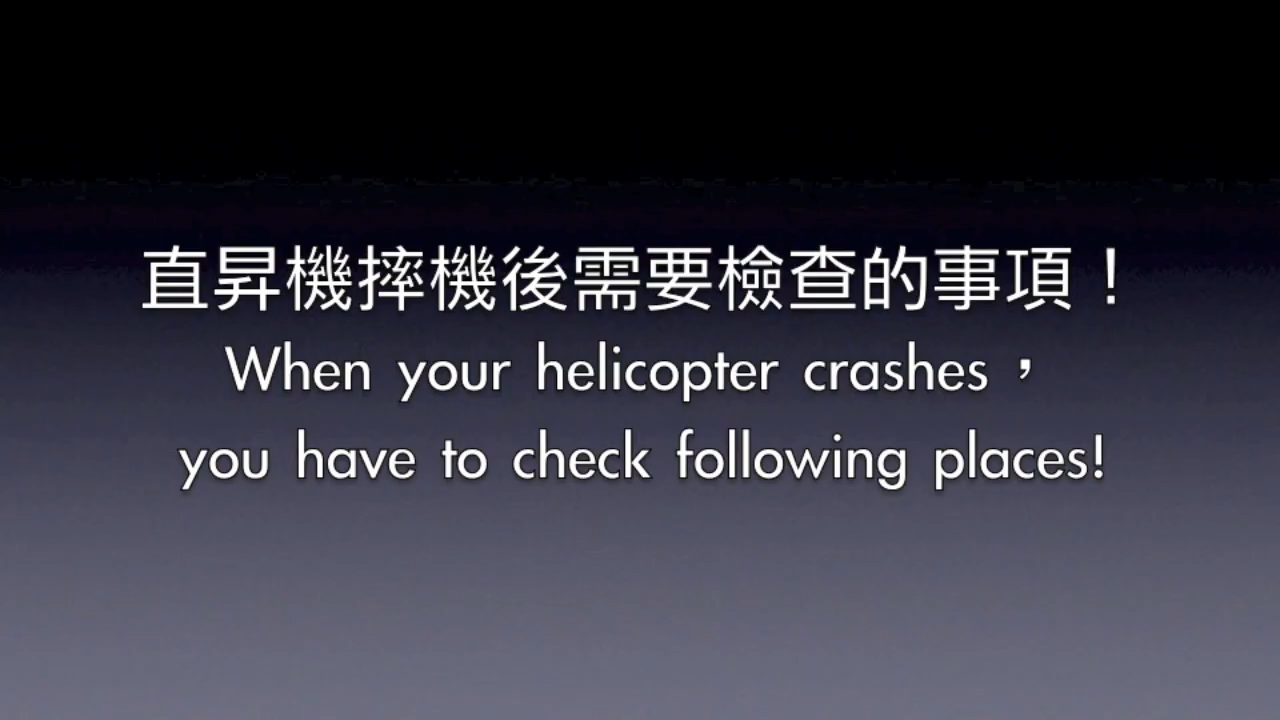 直昇機摔機後需要檢查的事項！
When your helicopter crashes，
you have to check following places!